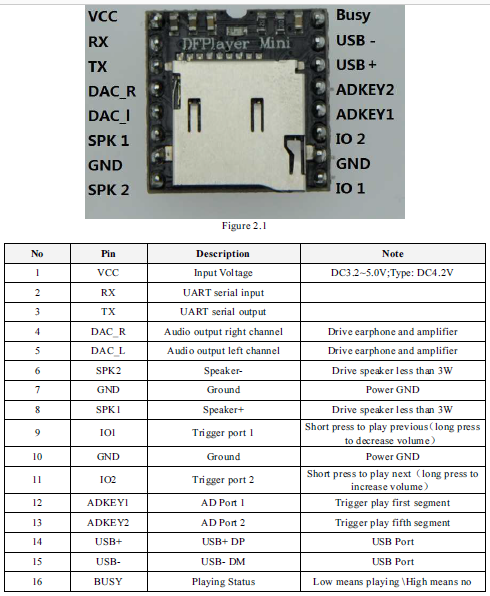 VCC
RX
TX
DAC_R
DAC_l
SPK 1
GND
SPK 2
DFPlayer Mini
Busy
USB -
USB +
ADKEY2
ADKEY1
IO 2
GND
IO 1
Figure 2.1
No Pin Description Note
1 VCC Input Voltage DC3.2~5.0V;Type: DC4.2V
2 RX UART serial input
3 TX UART serial output
4 DAC_R Audio output right channel Drive earphone and amplifier
5 DAC_L Audio output left channel Drive earphone and amplifier
6 SPK2 Speaker- Drive speaker less than 3W
7 GND Ground Power GND
8 SPK1 Speaker+ Drive speaker less than 3W
9 IO1 Trigger port 1 Short press to play previous（long press
to decrease volume）
10 GND Ground Power GND
11 IO2 Trigger port 2 Short press to play next（long press to
increase volume）
12 ADKEY1 AD Port 1 Trigger play first segment
13 ADKEY2 AD Port 2 Trigger play fifth segment
14 USB+ USB+ DP USB Port
15 USB- USB- DM USB Port
16 BUSY Playing Status Low means playing \High means no